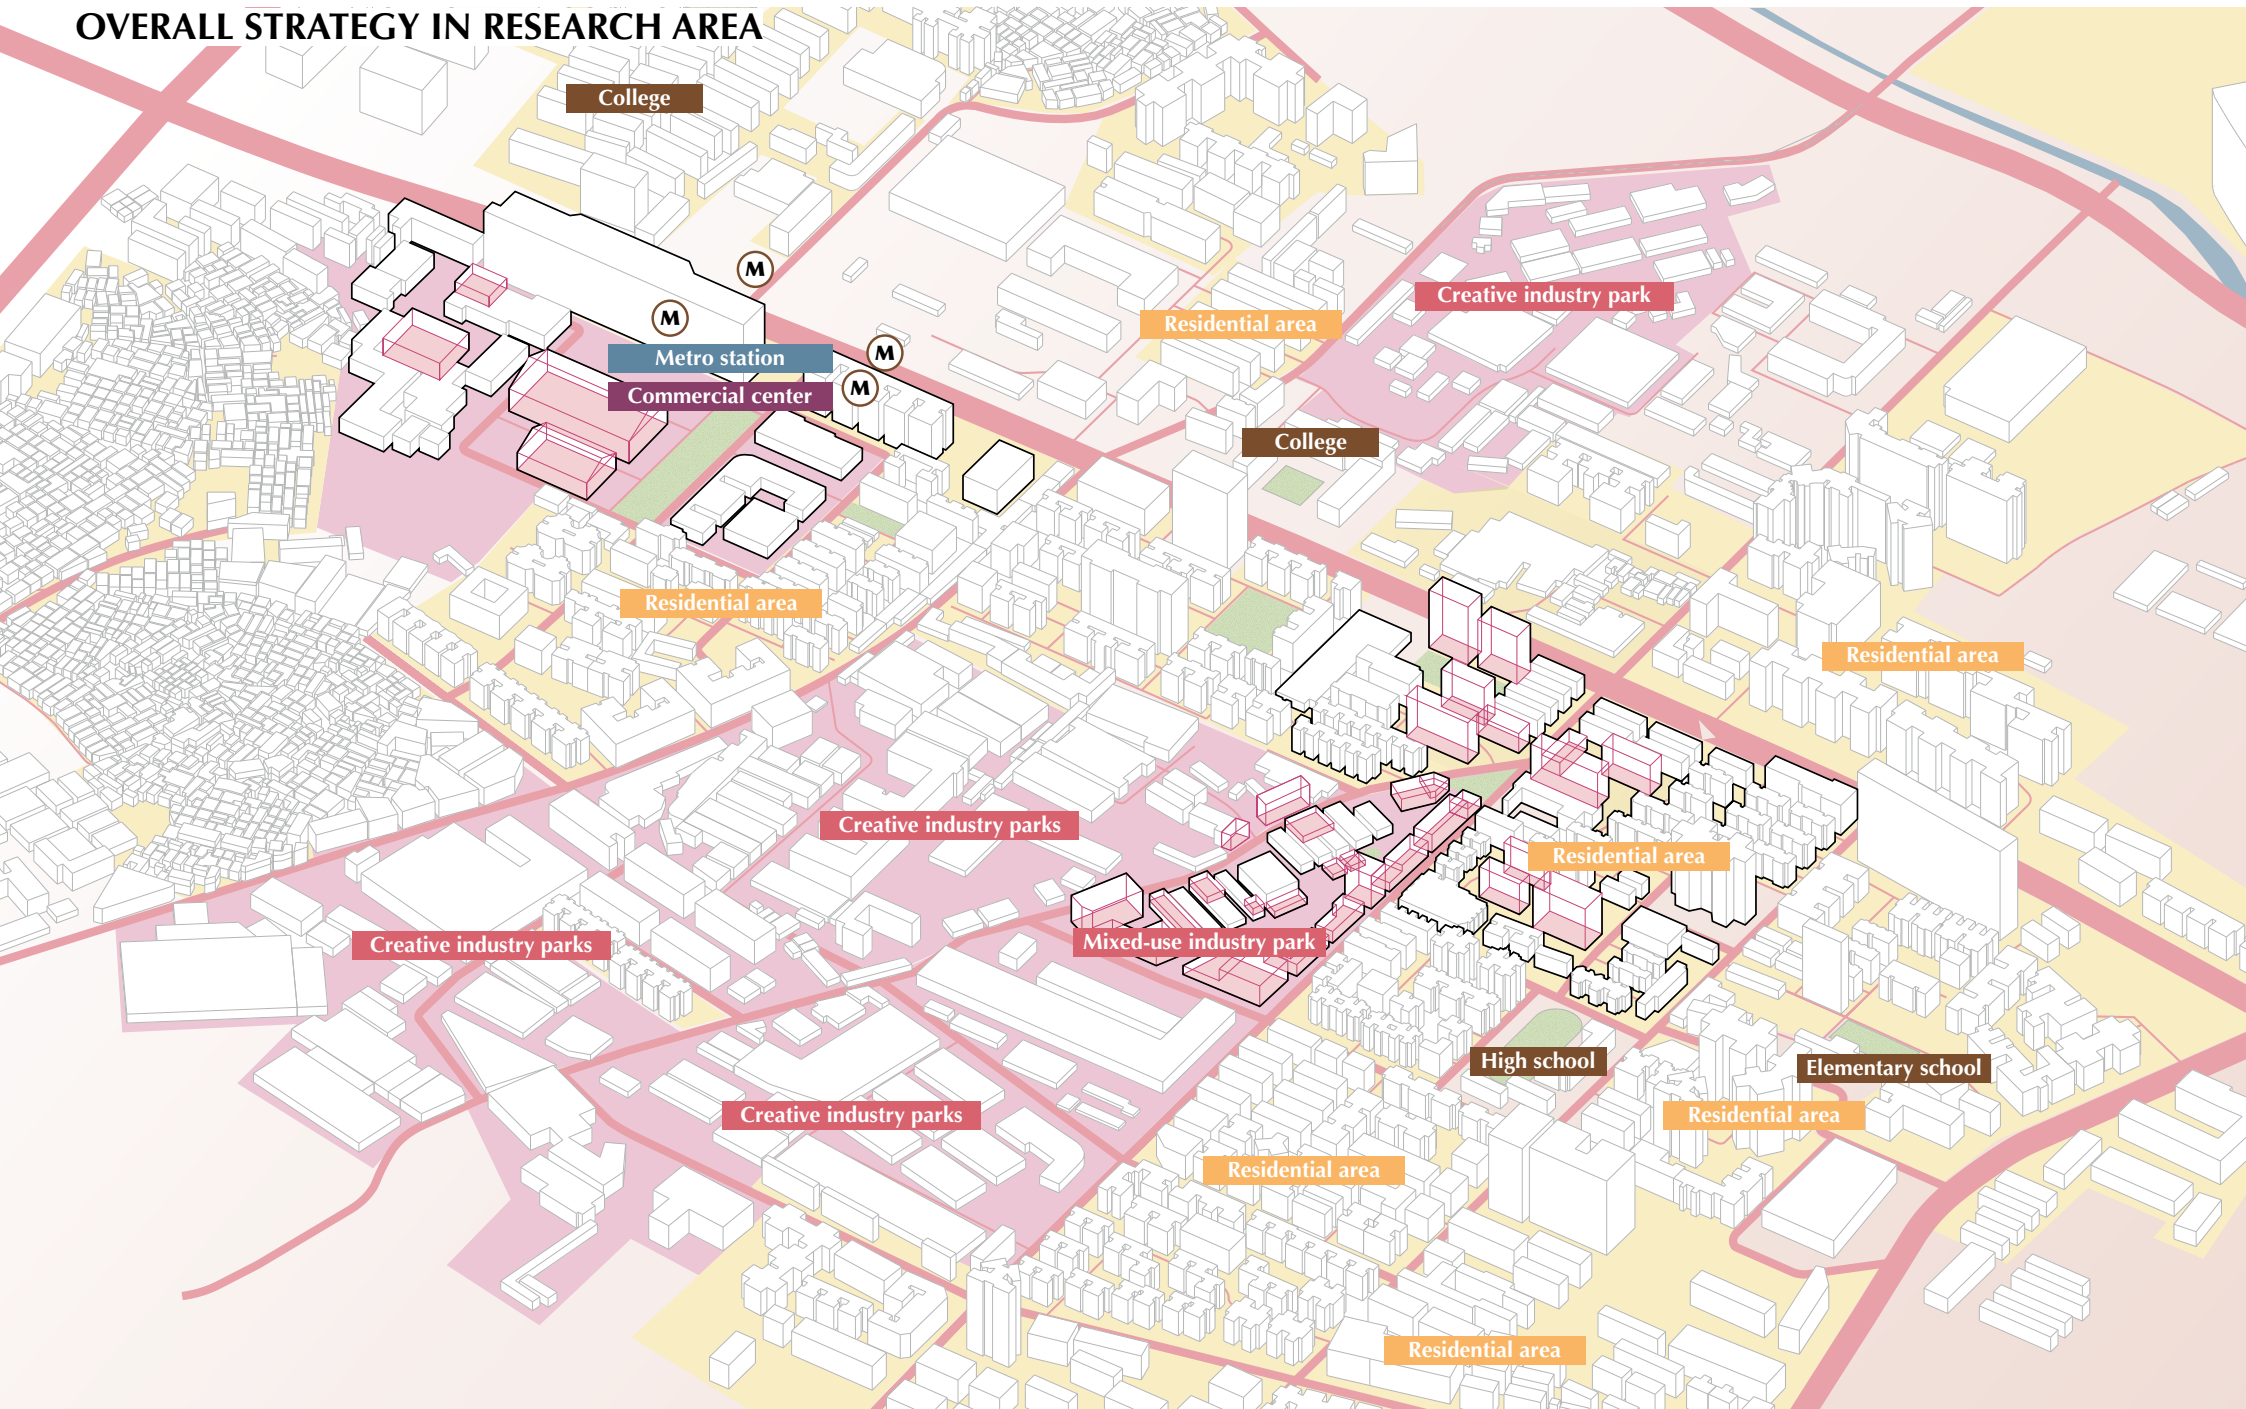 OVERALL STRATEGY IN RESEARCH AREA
College
M
M
Creative industry park
Residential area
M
Metro station
M
Commercial center
College
Residential area
Residential area
Creative industry parks
Residential area
Creative industry parks
Mixed-use industry park
High school
Elementary school
Creative industry parks
Residential area
Residential area
Residential area